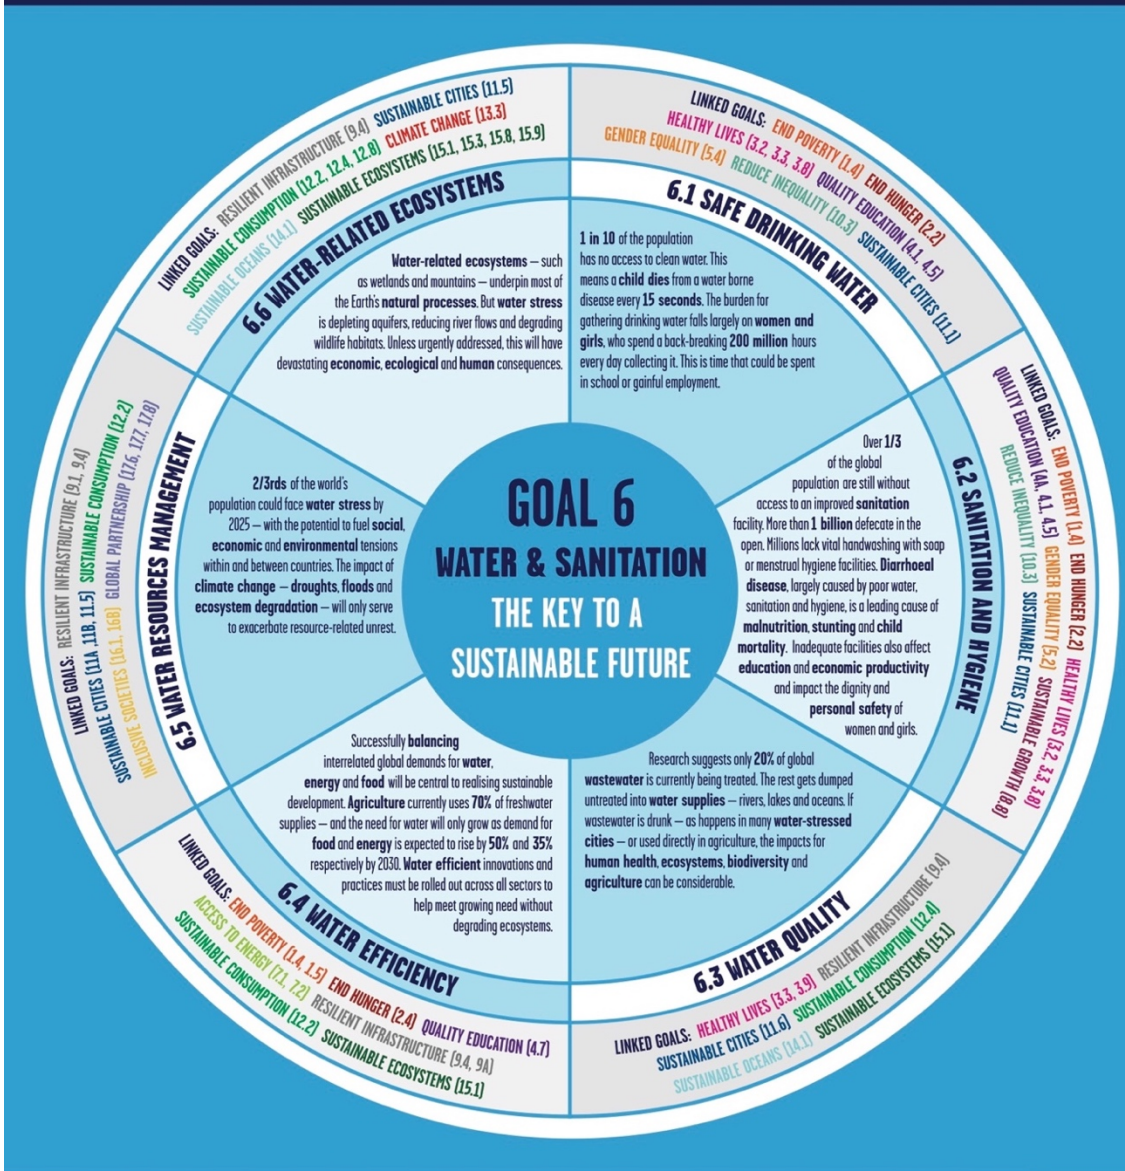 GOAL 6
WATER & SANITATION
THE KEY TO A
SUSTAINABLE FUTURE
LINKED GOALS: END POVERTY (1.4) END HUNGER (2.2)
HEALTHY LIVES (3.2, 3.3, 3.8) QUALITY EDUCATION (4.1, 4.5)
GENDER EQUALITY (5.4) REDUCE INEQUALITY (10.3) SUSTAINABLE CITIES (11.1)
6.1 SAFE DRINKING WATER
1 in 10 of the population
has no access to clean water. This
means a child dies from a water borne
disease every 15 seconds. The burden for
gathering drinking water falls largely on women and
girls, who spend a back-breaking 200 million hours
every day collecting it. This is time that could be spent
in school or gainful employment.
LINKED GOALS: END POVERTY (1.4) END HUNGER (2.2) HEALTHY LIVES (3.2, 3.3, 3.8)
QUALITY EDUCATION (4A, 4.1, 4.5) GENDER EQUALITY (5.2) SUSTAINABLE GROWTH (8.8)
REDUCE INEQUALITY (10.3) SUSTAINABLE CITIES (11.1)
6.2 SANITATION AND HYGIENE
Over 1/3
of the global
population are still without
access to an improved sanitation
facility. More than 1 billion defecate in the
open. Millions lack vital handwashing with soap
or menstrual hygiene facilities. Diarrhoeal
disease, largely caused by poor water,
sanitation and hygiene, is a leading cause of
malnutrition, stunting and child
mortality. Inadequate facilities also affect
education and economic productivity
and impact the dignity and
personal safety of
women and girls.
Research suggests only 20% of global
wastewater is currently being treated. The rest gets dumped
untreated into water supplies – rivers, lakes and oceans. If
wastewater is drunk – as happens in many water-stressed
cities – or used directly in agriculture, the impacts for
human health, ecosystems, biodiversity and
agriculture can be considerable.
6.3 WATER QUALITY
LINKED GOALS: HEALTHY LIVES (3.3, 3.9) RESILIENT INFRASTRUCTURE (9.4)
SUSTAINABLE CITIES (11.6) SUSTAINABLE CONSUMPTION (12.4)
SUSTAINABLE OCEANS (14.1) SUSTAINABLE ECOSYSTEMS (15.1)
Successfully balancing
interrelated global demands for water,
energy and food will be central to realising sustainable
development. Agriculture currently uses 70% of freshwater
supplies – and the need for water will only grow as demand for
food and energy is expected to rise by 50% and 35%
respectively by 2030. Water efficient innovations and
practices must be rolled out across all sectors to
help meet growing need without
degrading ecosystems.
6.4 WATER EFFICIENCY
LINKED GOALS: END POVERTY (1.4, 1.5) END HUNGER (2.4) QUALITY EDUCATION (4.7)
ACCESS TO ENERGY (7.1, 7.2) RESILIENT INFRASTRUCTURE (9.4, 9A)
SUSTAINABLE CONSUMPTION (12.2) SUSTAINABLE ECOSYSTEMS (15.1)
LINKED GOALS: RESILIENT INFRASTRUCTURE (9.1, 9.4)
SUSTAINABLE CITIES (11A ,11B, 11.5) SUSTAINABLE CONSUMPTION (12.2)
INCLUSIVE SOCIETIES (16.1, 16B) GLOBAL PARTNERSHIP (17.6, 17.7, 17.8)
6.5 WATER RESOURCES MANAGEMENT
2/3rds of the world's
population could face water stress by
2025 – with the potential to fuel social,
economic and environmental tensions
within and between countries. The impact of
climate change – droughts, floods and
ecosystem degradation – will only serve
to exacerbate resource-related unrest.
LINKED GOALS: RESILIENT INFRASTRUCTURE (9.4) SUSTAINABLE CITIES (11.5)
SUSTAINABLE CONSUMPTION (12.2, 12.4, 12.8) CLIMATE CHANGE (13.3)
SUSTAINABLE OCEANS (14.1) SUSTAINABLE ECOSYSTEMS (15.1, 15.3, 15.8, 15.9)
6.6 WATER-RELATED ECOSYSTEMS
Water-related ecosystems – such
as wetlands and mountains – underpin most of
the Earth's natural processes. But water stress
is depleting aquifers, reducing river flows and degrading
wildlife habitats. Unless urgently addressed, this will have
devastating economic, ecological and human consequences.